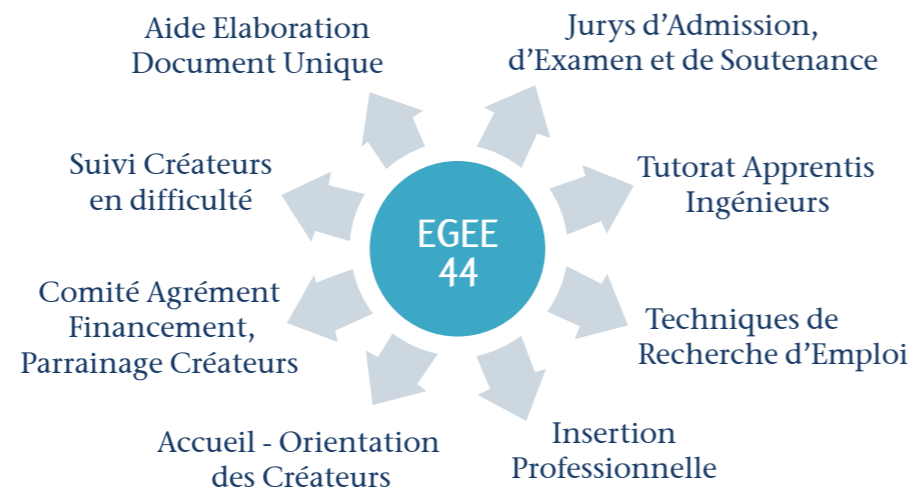 Aide Elaboration
Document Unique
Jurys d’Admission,
d’Examen et de Soutenance
Suivi Créateurs
en difficulté
Tutorat Apprentis
Ingénieurs
EGEE
44
Comité Agrément
Financement,
Parrainage Créateurs
Techniques de
Recherche d’Emploi
Accueil - Orientation
des Créateurs
Insertion
Professionnelle